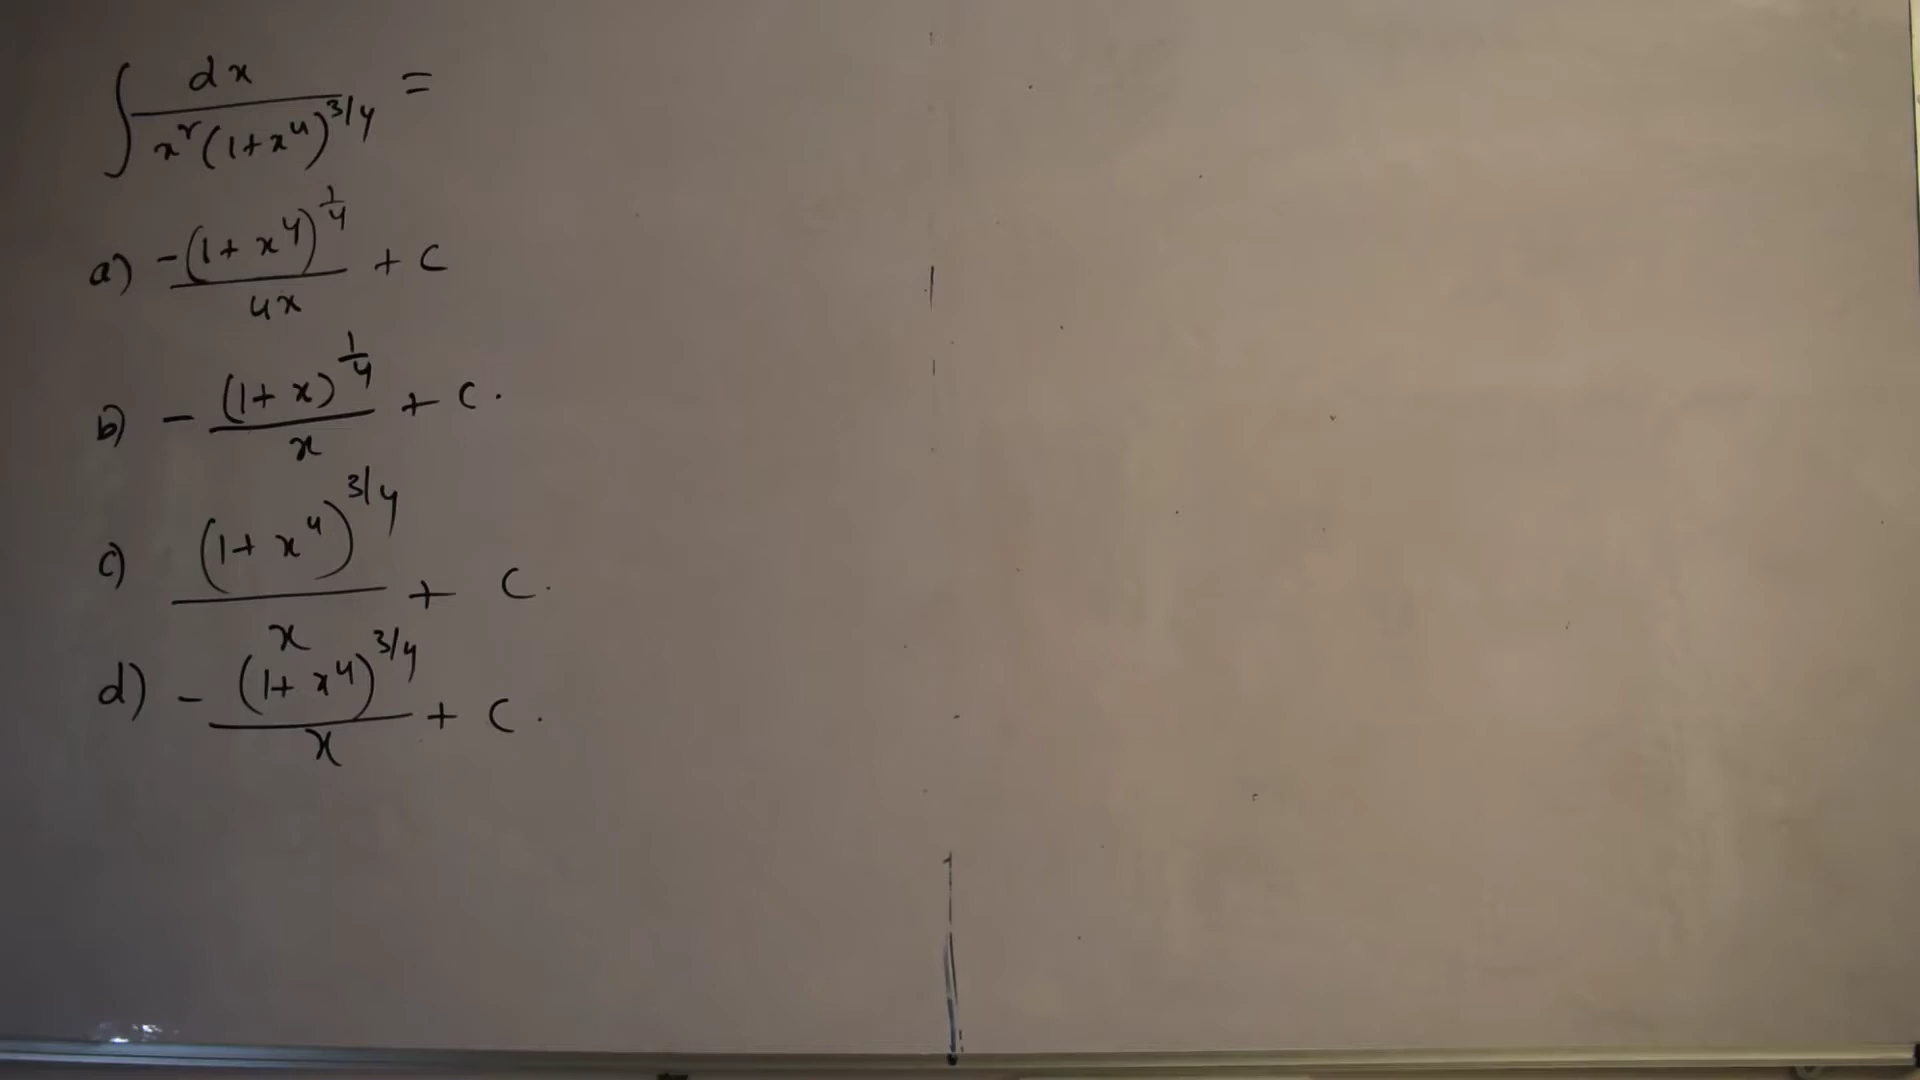 ∫ dx / x²(1+x⁴)^3/4 =
a) -(1+x⁴)^1/4 / 4x + C
b) - (1+x)^1/4 / x + C.
c) (1+x⁴)^3/4 / x + C.
d) - (1+x⁴)^3/4 / x + C.